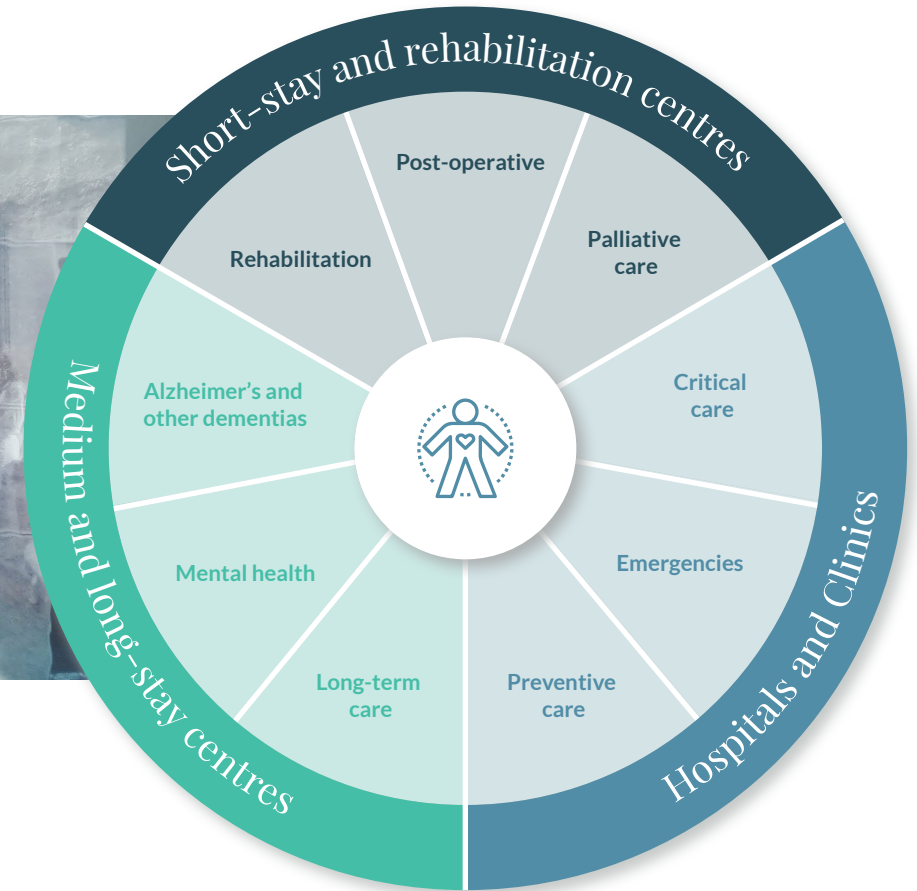 Short-stay and rehabilitation centres
Post-operative
Rehabilitation
Palliative
care
Alzheimer’s and
other dementias
Mental health
Long-term
care
Medium and long-stay centres
Critical
care
Emergencies
Preventive
care
Hospitals and Clinics